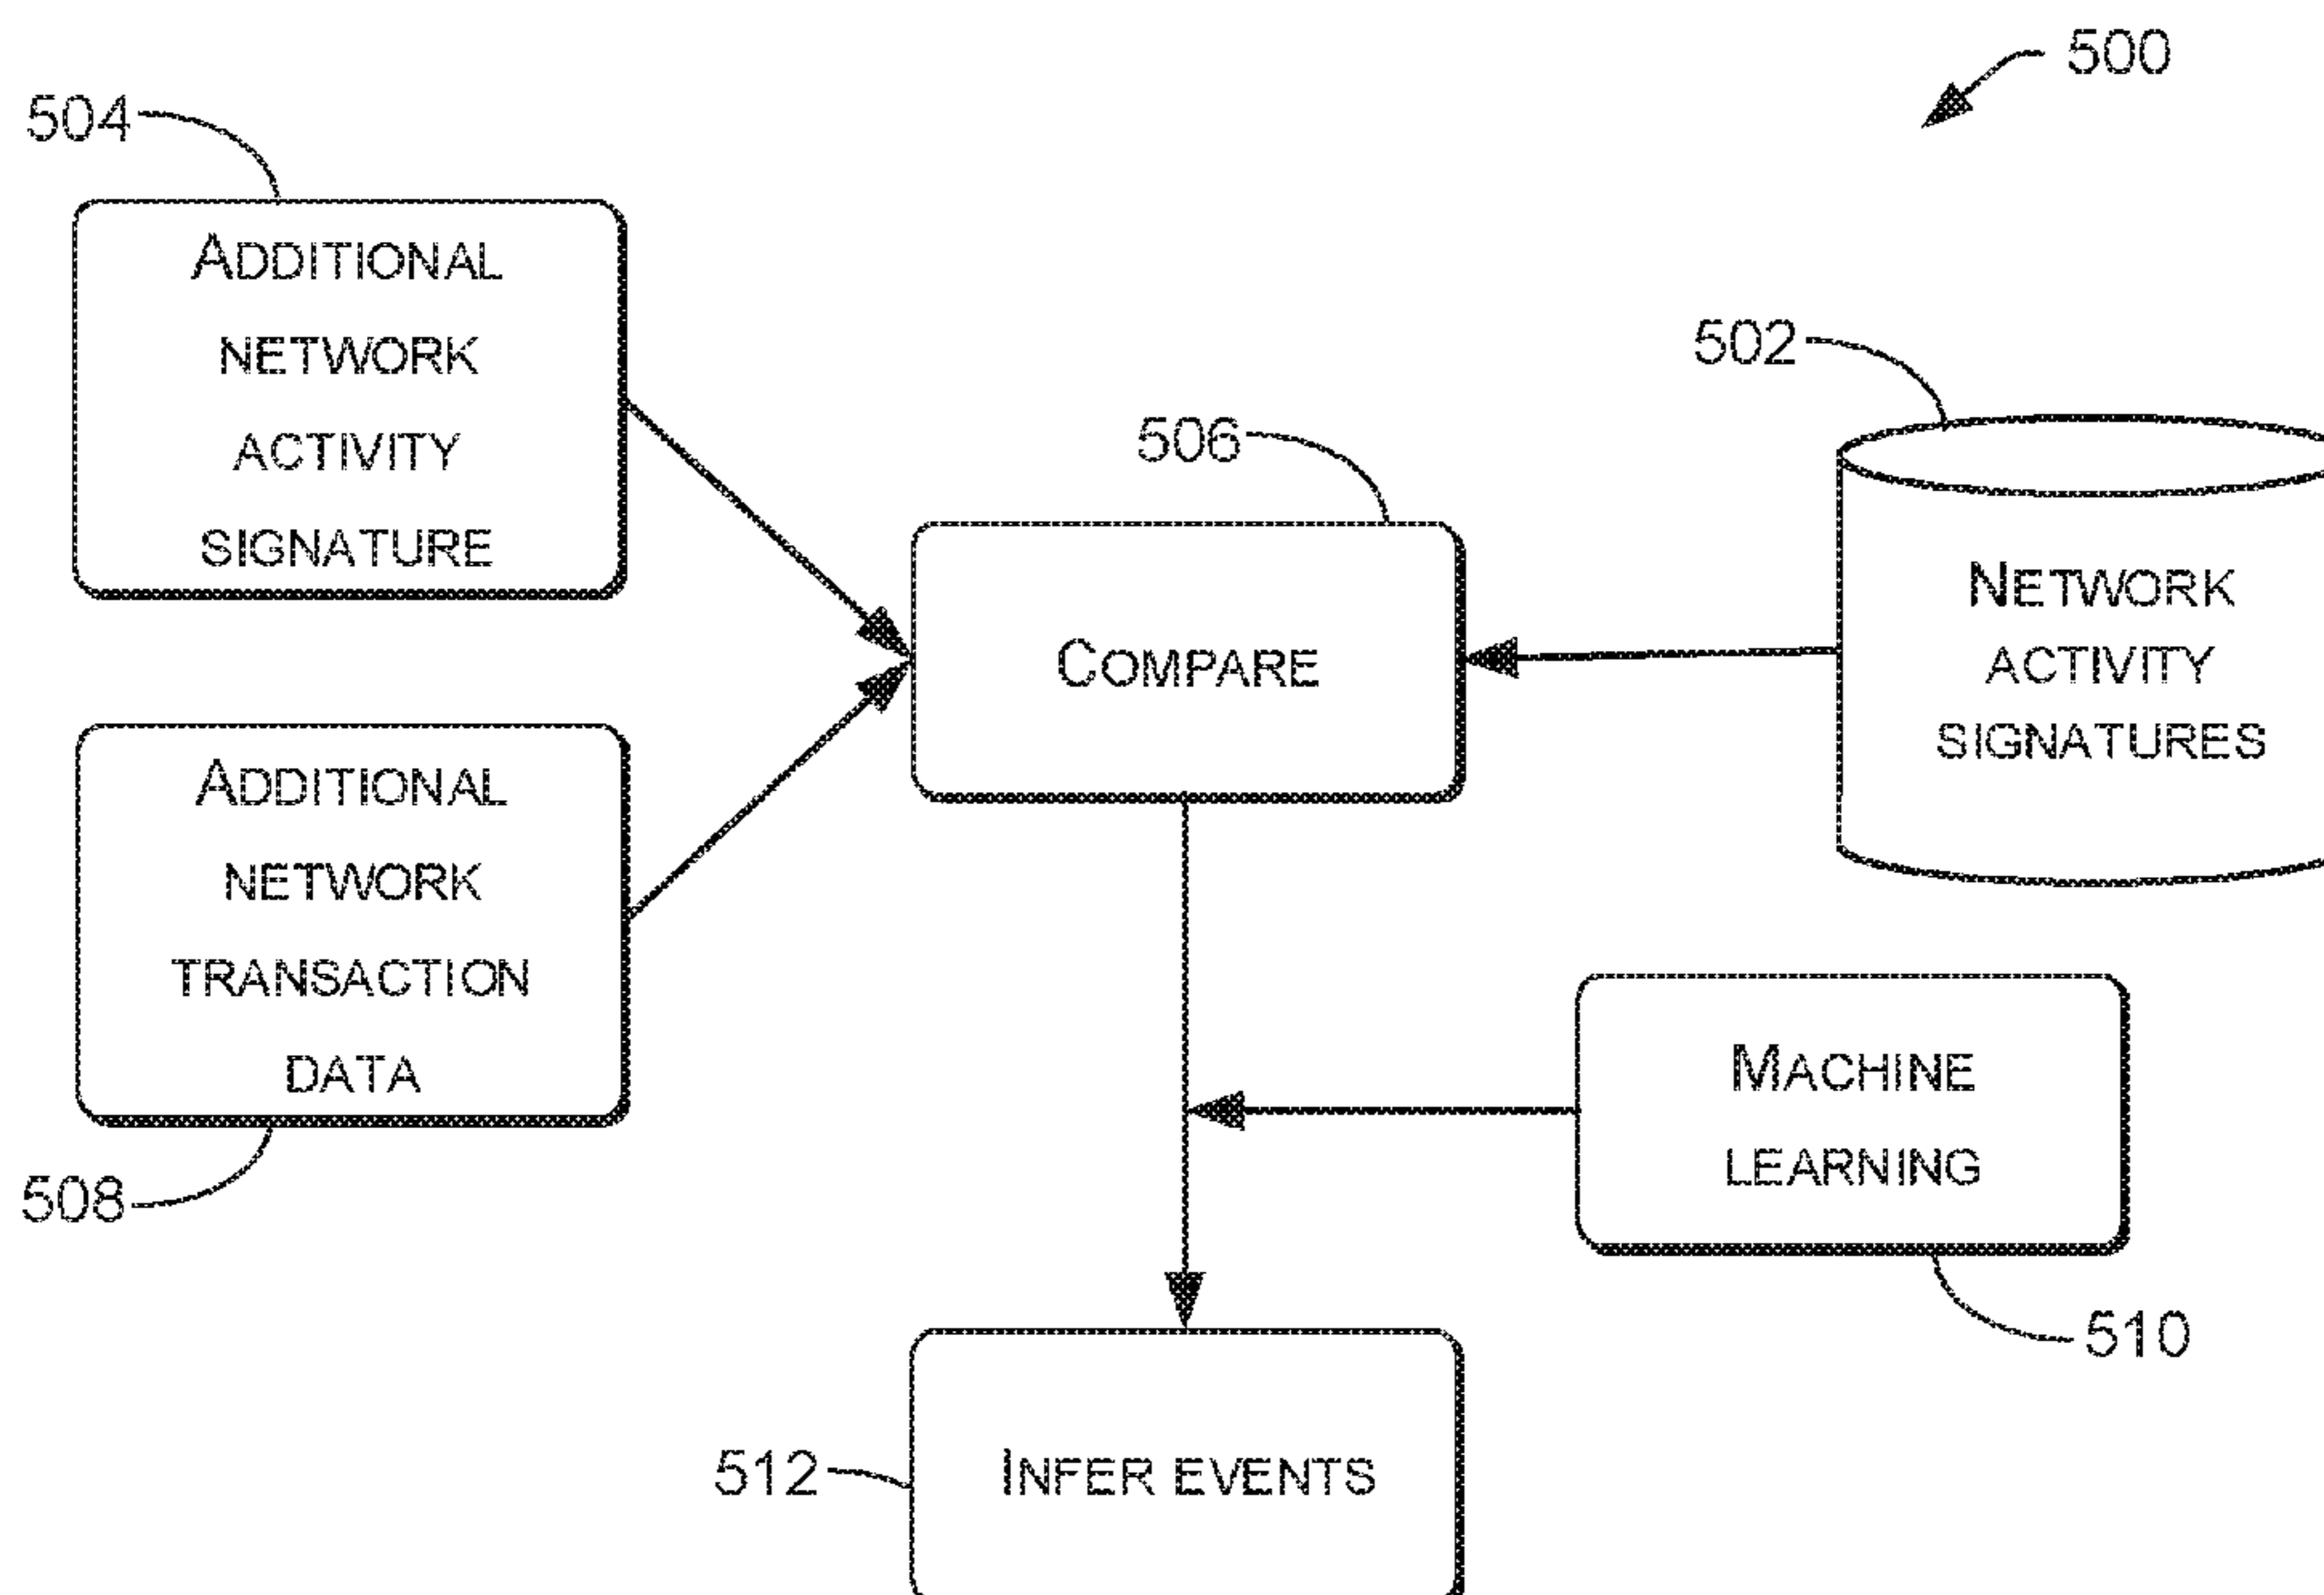 500
504
ADDITIONAL
NETWORK
ACTIVITY
SIGNATURE
502
NETWORK
ACTIVITY
SIGNATURES
506
COMPARE
ADDITIONAL
NETWORK
TRANSACTION
DATA
508
MACHINE
LEARNING
510
512
INFER EVENTS